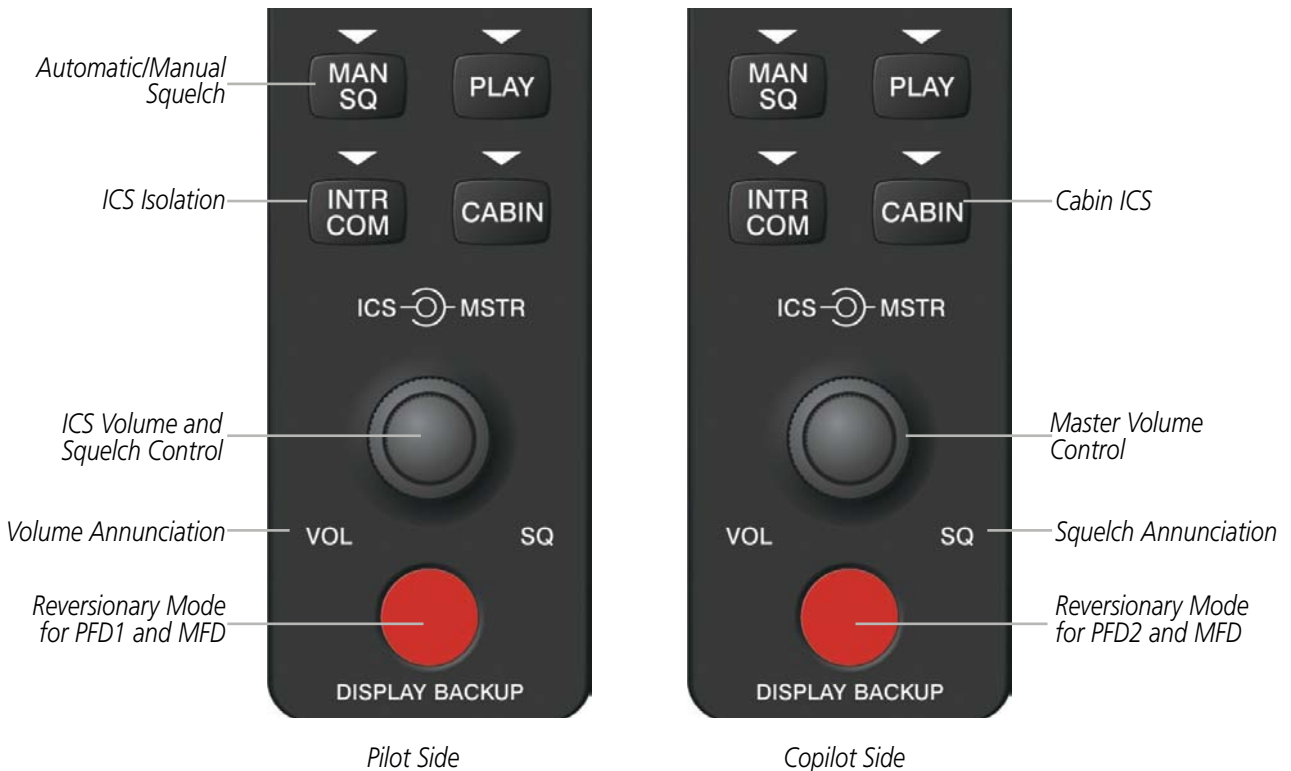 Automatic/Manual
Squelch
MAN
SQ
PLAY
ICS Isolation
INTR
COM
CABIN
ICS
MSTR
ICS Volume and
Squelch Control
Volume Annunciation
VOL
SQ
Reversionary Mode
for PFD1 and MFD
DISPLAY BACKUP
Pilot Side
MAN
SQ
PLAY
INTR
COM
CABIN
Cabin ICS
ICS
MSTR
Master Volume
Control
VOL
SQ
Squelch Annunciation
Reversionary Mode
for PFD2 and MFD
DISPLAY BACKUP
Copilot Side